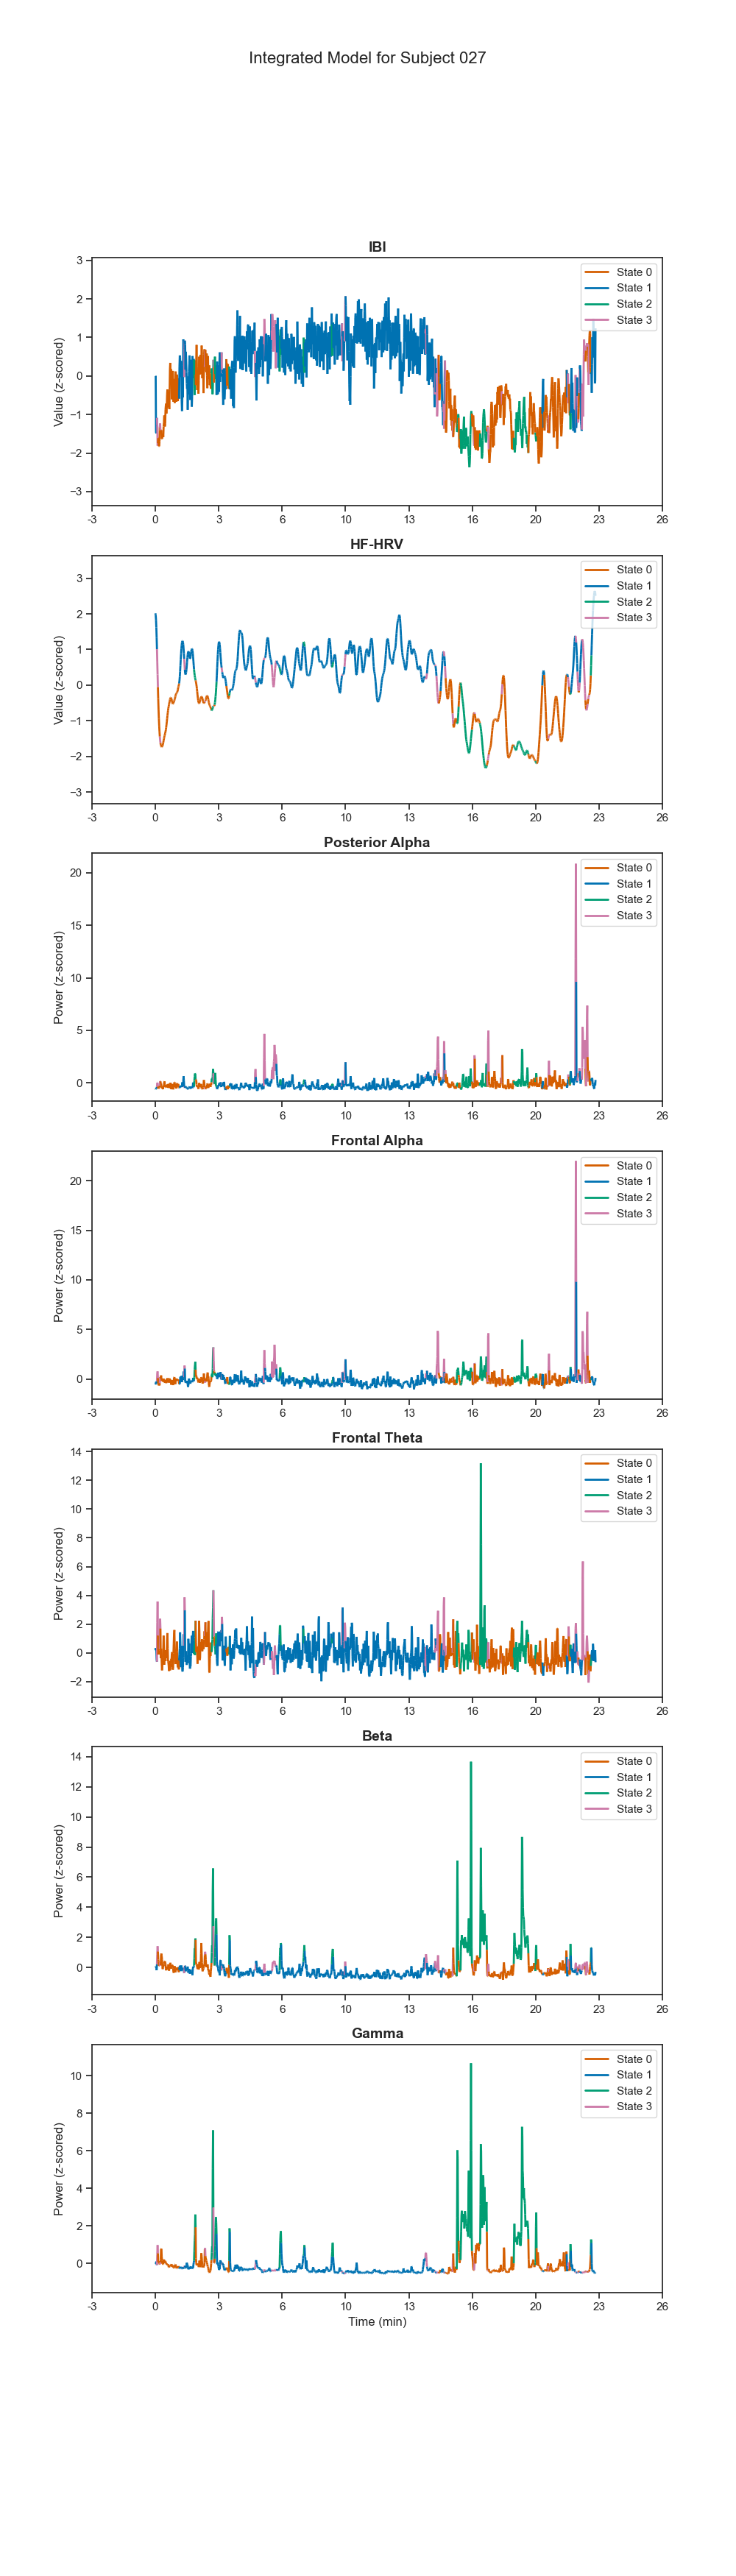 Integrated Model for Subject 027
IBI
Value (z-scored)
3
2
1
0
−1
−2
−3
State 0
State 1
State 2
State 3
-3 0 3 6 10 13 16 20 23 26
HF-HRV
Value (z-scored)
3
2
1
0
−1
−2
−3
State 0
State 1
State 2
State 3
-3 0 3 6 10 13 16 20 23 26
Posterior Alpha
Power (z-scored)
20
15
10
5
0
State 0
State 1
State 2
State 3
-3 0 3 6 10 13 16 20 23 26
Frontal Alpha
Power (z-scored)
20
15
10
5
0
State 0
State 1
State 2
State 3
-3 0 3 6 10 13 16 20 23 26
Frontal Theta
Power (z-scored)
14
12
10
8
6
4
2
0
−2
State 0
State 1
State 2
State 3
-3 0 3 6 10 13 16 20 23 26
Beta
Power (z-scored)
14
12
10
8
6
4
2
0
State 0
State 1
State 2
State 3
-3 0 3 6 10 13 16 20 23 26
Gamma
Power (z-scored)
10
8
6
4
2
0
State 0
State 1
State 2
State 3
-3 0 3 6 10 13 16 20 23 26
Time (min)